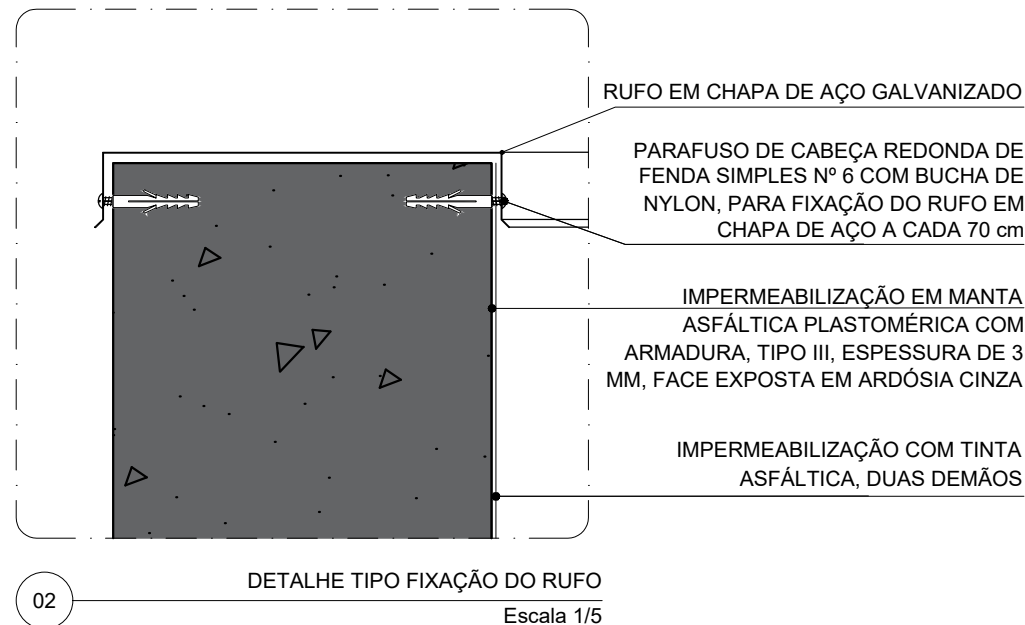 RUFO EM CHAPA DE AÇO GALVANIZADO
PARAFUSO DE CABEÇA REDONDA DE
FENDA SIMPLES Nº 6 COM BUCHA DE
NYLON, PARA FIXAÇÃO DO RUFO EM
CHAPA DE AÇO A CADA 70 cm
IMPERMEABILIZAÇÃO EM MANTA
ASFÁLTICA PLASTOMÉRICA COM
ARMADURA, TIPO III, ESPESSURA DE 3
MM, FACE EXPOSTA EM ARDÓSIA CINZA
IMPERMEABILIZAÇÃO COM TINTA
ASFÁLTICA, DUAS DEMÃOS
02
DETALHE TIPO FIXAÇÃO DO RUFO
Escala 1/5